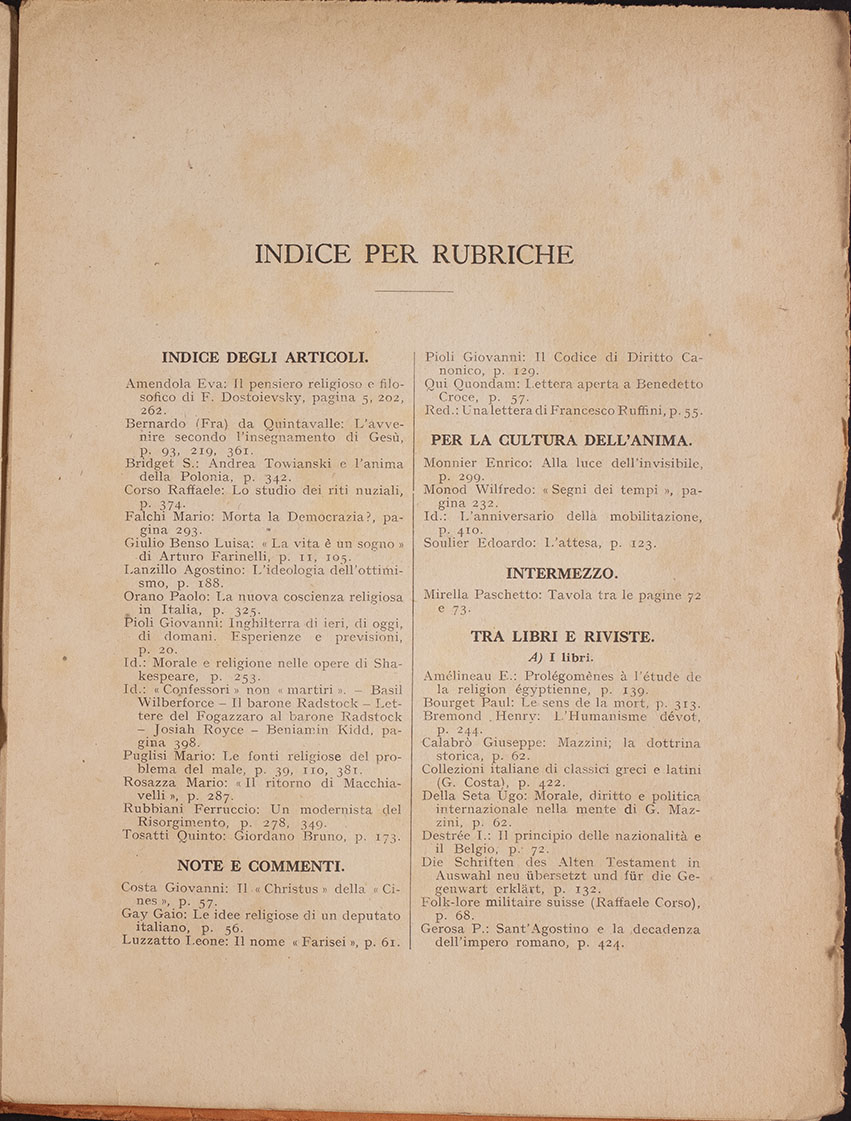 INDICE PER RUBRICHE
INDICE DEGLI ARTICOLI.
Amendola Eva: Il pensiero religioso e filo-
sofico di F. Dostoievsky, pagina 5, 202,
262.
Bernardo (Fra) da Quintavalle: L'avve-
nire secondo l'insegnamento di Gesù,
p. 93, 219, 361.
Bridget S.: Andrea Towianski e l'anima
della Polonia, p. 342.
Corso Raffaele: Lo studio dei riti nuziali,
p. 374.
Falchi Mario: Morta la Democrazia?, pa-
gina 293.
Giulio Benso Luisa: « La vita è un sogno »
di Arturo Farinelli, p. 11, 105.
Lanzillo Agostino: L'ideologia dell'ottimi-
smo, p. 188.
Orano Paolo: La nuova coscienza religiosa
in Italia, p. 325.
Pioli Giovanni: Inghilterra di ieri, di oggi,
di domani. Esperienze e previsioni,
p. 20.
Id.: Morale e religione nelle opere di Sha-
kespeare, p. 253.
Id.: « Confessori » non « martiri ». – Basil
Wilberforce – Il barone Radstock – Let-
tere del Fogazzaro al barone Radstock
– Josiah Royce – Beniamin Kidd, pa-
gina 398.
Puglisi Mario: Le fonti religiose del pro-
blema del male, p. 39, 110, 381.
Rosazza Mario: « Il ritorno di Macchia-
velli », p. 287.
Rubbiani Ferruccio: Un modernista del
Risorgimento, p. 278, 349.
Tosatti Quinto: Giordano Bruno, p. 173.
NOTE E COMMENTI.
Costa Giovanni: Il « Christus » della « Ci-
nes », p. 57.
Gay Gaio: Le idee religiose di un deputato
italiano, p. 56.
Luzzatto Leone: Il nome « Farisei », p. 61.
Pioli Giovanni: Il Codice di Diritto Ca-
nonico, p. 129.
Qui Quondam: Lettera aperta a Benedetto
Croce, p. 57.
Red.: Una lettera di Francesco Ruffini, p. 55.
PER LA CULTURA DELL'ANIMA.
Monnier Enrico: Alla luce dell'invisibile,
p. 299.
Monod Wilfredo: « Segni dei tempi », pa-
gina 232.
Id.: L'anniversario della mobilitazione,
p. 410.
Soulier Edoardo: L'attesa, p. 123.
INTERMEZZO.
Mirella Paschetto: Tavola tra le pagine 72
e 73.
TRA LIBRI E RIVISTE.
A) I libri.
Amélineau E.: Prolégomènes à l'étude de
la religion égyptienne, p. 139.
Bourget Paul: Le sens de la mort, p. 313.
Bremond Henry: L'Humanisme dévot,
p. 244.
Calabrò Giuseppe: Mazzini; la dottrina
storica, p. 62.
Collezioni italiane di classici greci e latini
(G. Costa), p. 422.
Della Seta Ugo: Morale, diritto e politica
internazionale nella mente di G. Maz-
zini, p. 62.
Destrée I.: Il principio delle nazionalità e
il Belgio, p. 72.
Die Schriften des Alten Testament in
Auswahl neu übersetzt und für die Ge-
genwart erklärt, p. 132.
Folk-lore militaire suisse (Raffaele Corso),
p. 68.
Gerosa P.: Sant'Agostino e la decadenza
dell'impero romano, p. 424.